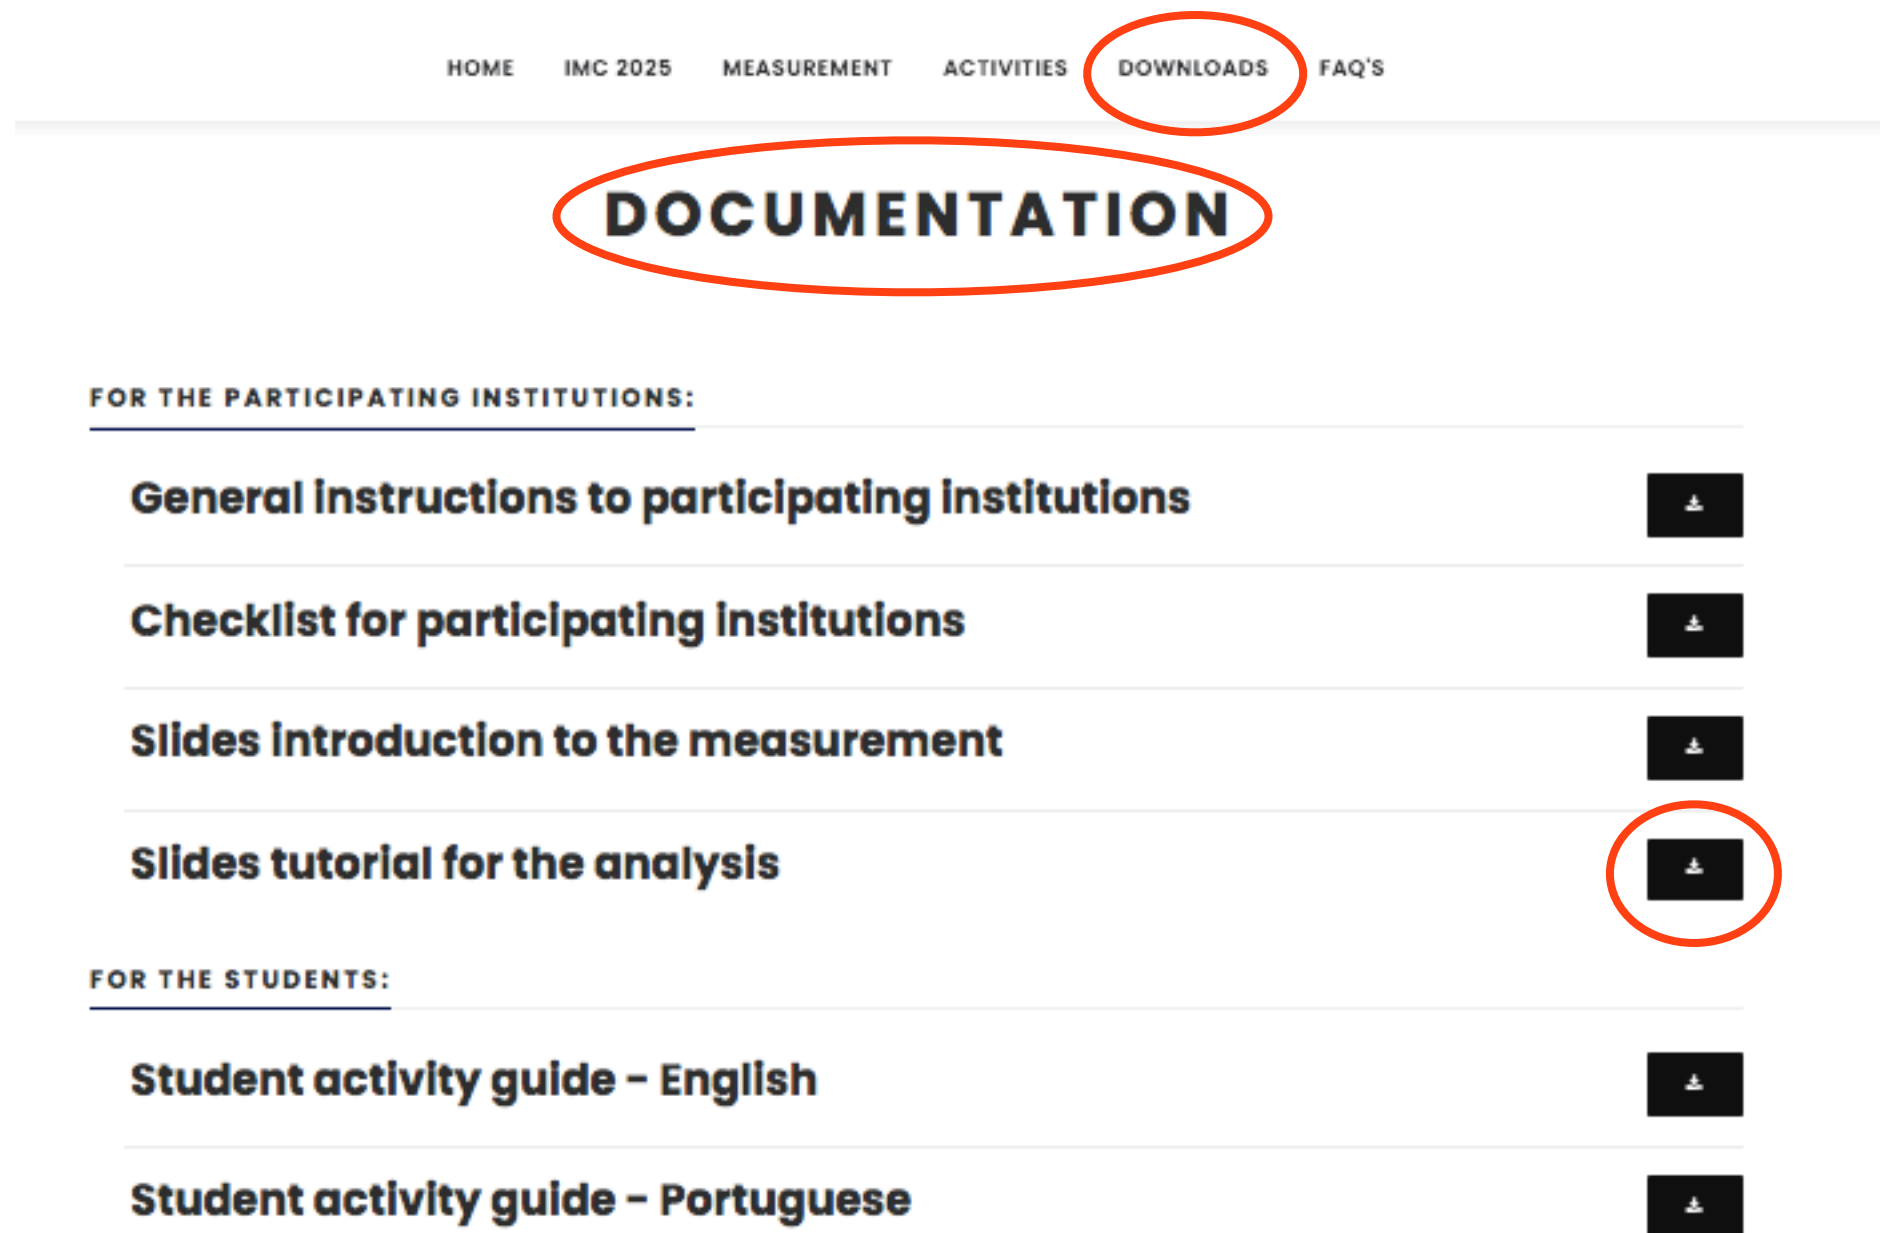 HOME IMC 2025 MEASUREMENT ACTIVITIES DOWNLOADS FAQ'S
DOCUMENTATION
FOR THE PARTICIPATING INSTITUTIONS:
General instructions to participating institutions
Checklist for participating institutions
Slides introduction to the measurement
Slides tutorial for the analysis
FOR THE STUDENTS:
Student activity guide - English
Student activity guide - Portuguese